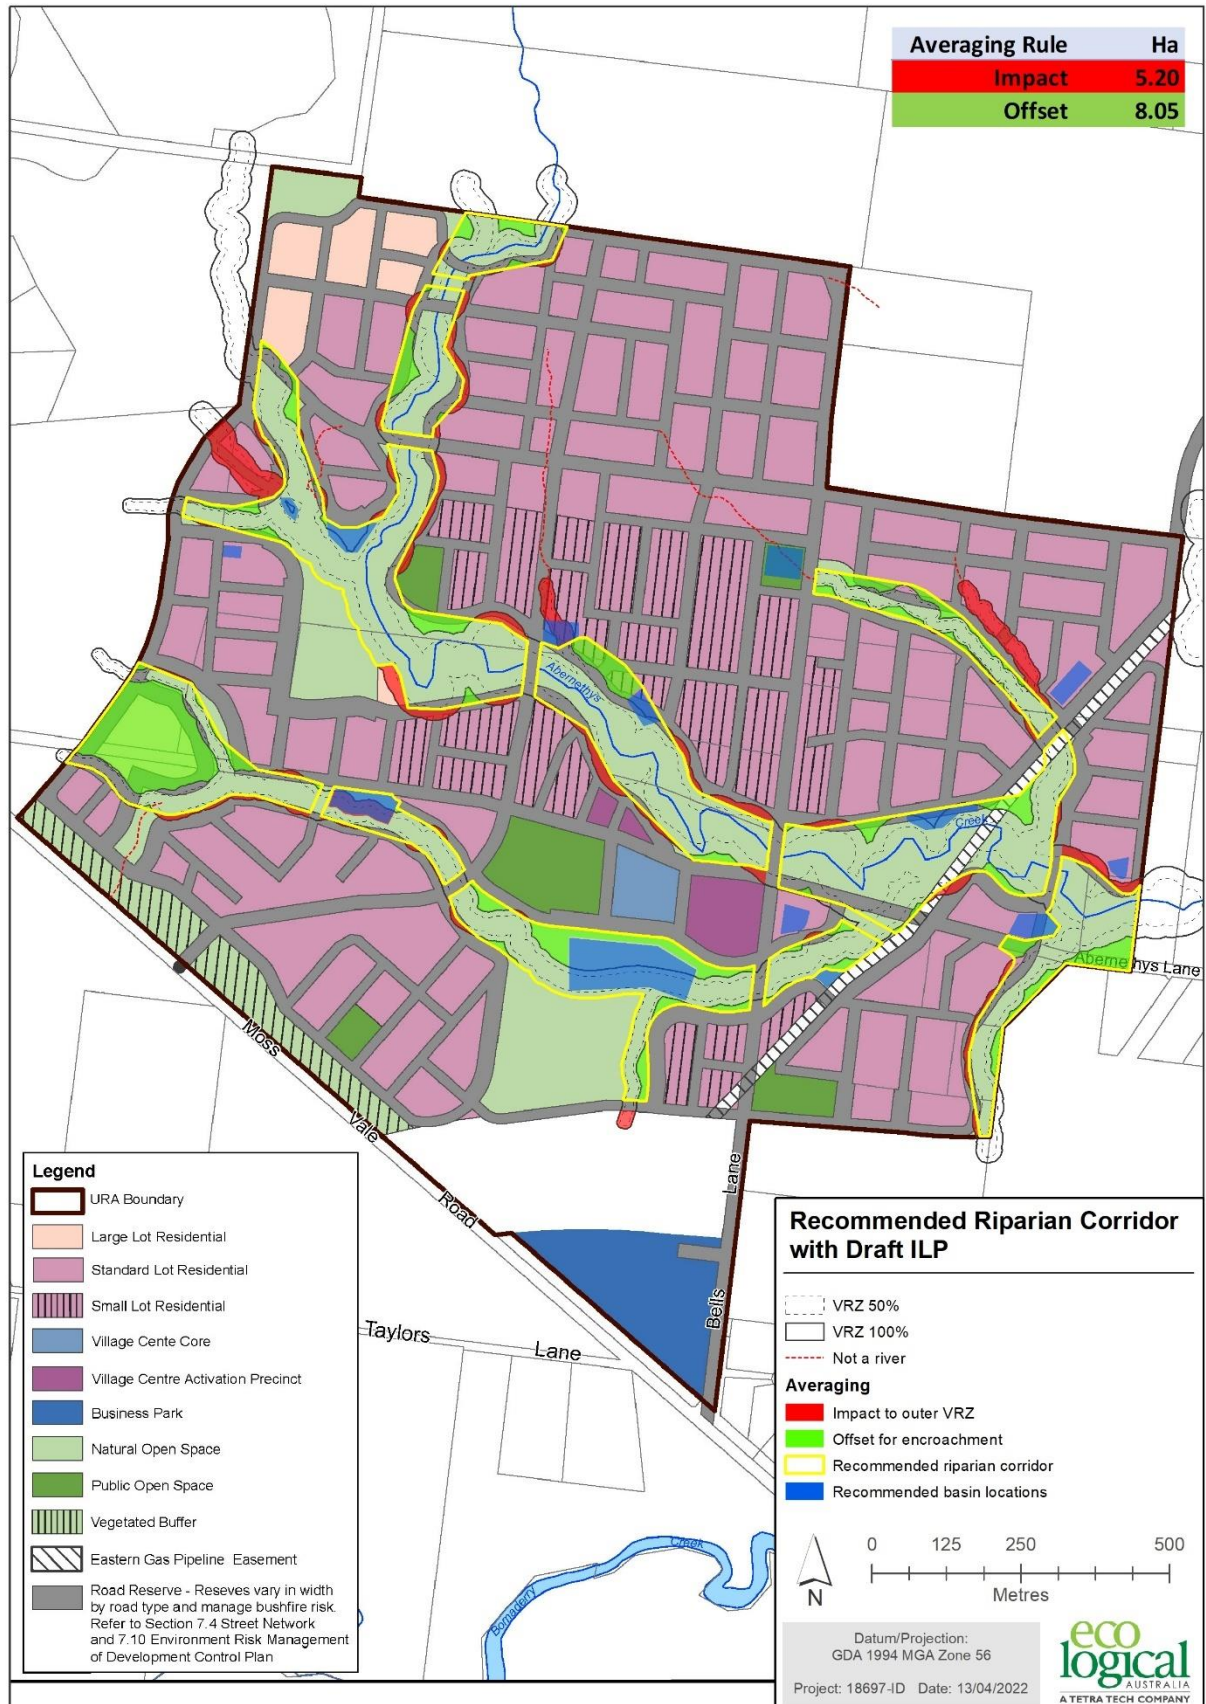 Averaging Rule Ha
Impact 5.20
Offset 8.05
Abernethys
Creek
Abernethys Lane
Moss
Vale
Road
Lane
Bells
Taylors
Lane
Creek
Bomaderry
Legend
URA Boundary
Large Lot Residential
Standard Lot Residential
Small Lot Residential
Village Cente Core
Village Centre Activation Precinct
Business Park
Natural Open Space
Public Open Space
Vegetated Buffer
Eastern Gas Pipeline Easement
Road Reserve - Reseves vary in width
by road type and manage bushfire risk.
Refer to Section 7.4 Street Network
and 7.10 Environment Risk Management
of Development Control Plan
Recommended Riparian Corridor
with Draft ILP
VRZ 50%
VRZ 100%
Not a river
Averaging
Impact to outer VRZ
Offset for encroachment
Recommended riparian corridor
Recommended basin locations
0 125 250 500
Metres
N
Datum/Projection:
GDA 1994 MGA Zone 56
Project: 18697-ID Date: 13/04/2022
eco
logical
AUSTRALIA
A TETRA TECH COMPANY